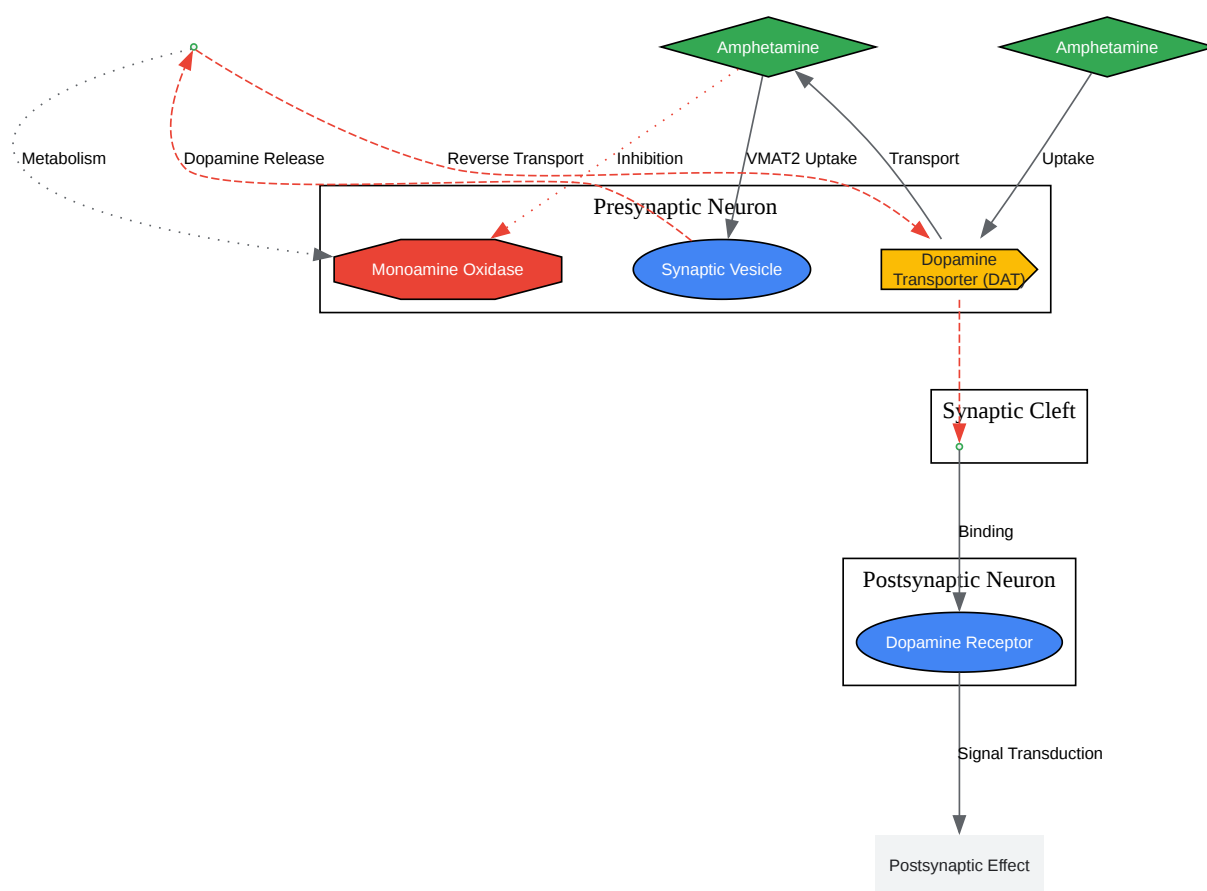 Amphetamine
Amphetamine
Metabolism
Dopamine Release
Reverse Transport
Inhibition
VMAT2 Uptake
Transport
Uptake
Presynaptic Neuron
Monoamine Oxidase
Synaptic Vesicle
Dopamine
Transporter (DAT)
Synaptic Cleft
Binding
Postsynaptic Neuron
Dopamine Receptor
Signal Transduction
Postsynaptic Effect